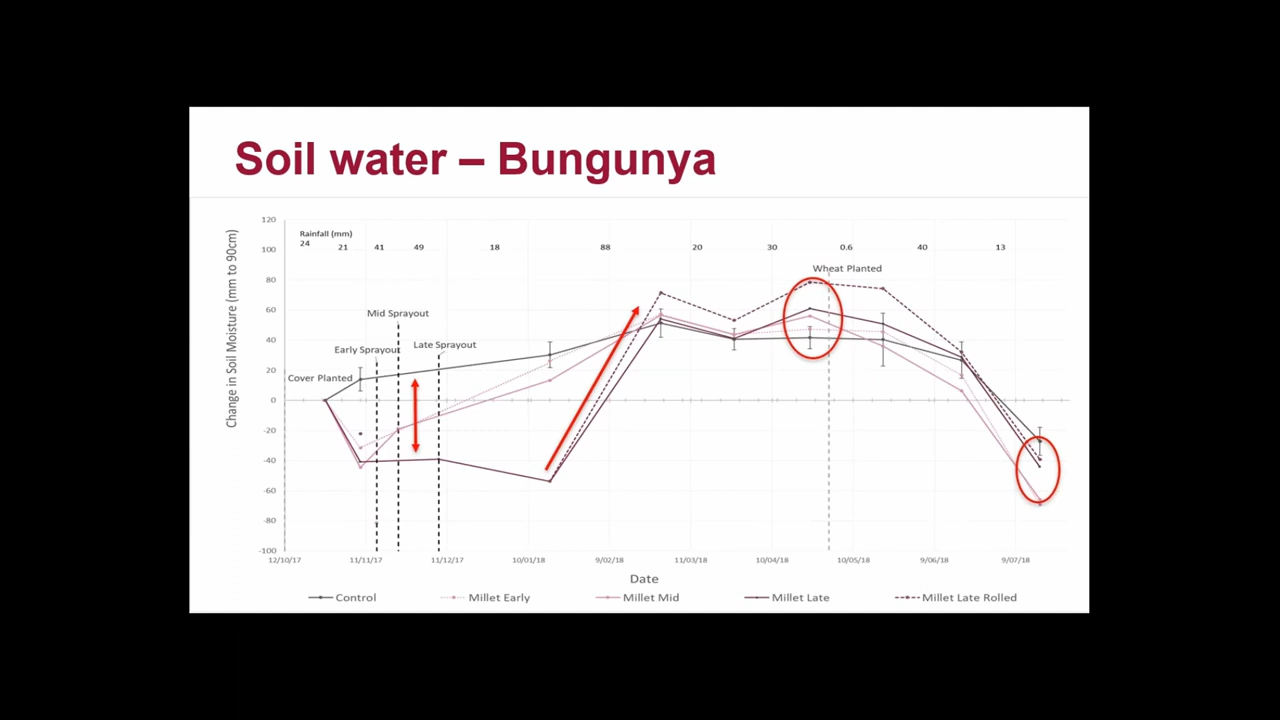 Soil water – Bungunya
Change in Soil Moisture (mm to 90cm)
120
100
80
60
40
20
0
-20
-40
-60
-80
-100
Rainfall (mm)
24 21 41 49 18 88 20 30 0.6 40 13
Wheat Planted
Mid Sprayout
Early Sprayout
Late Sprayout
Cover Planted
12/10/17 11/11/17 11/12/17 10/01/18 9/02/18 11/03/18 10/04/18 10/05/18 9/06/18 9/07/18
Date
Control Millet Early Millet Mid Millet Late Millet Late Rolled